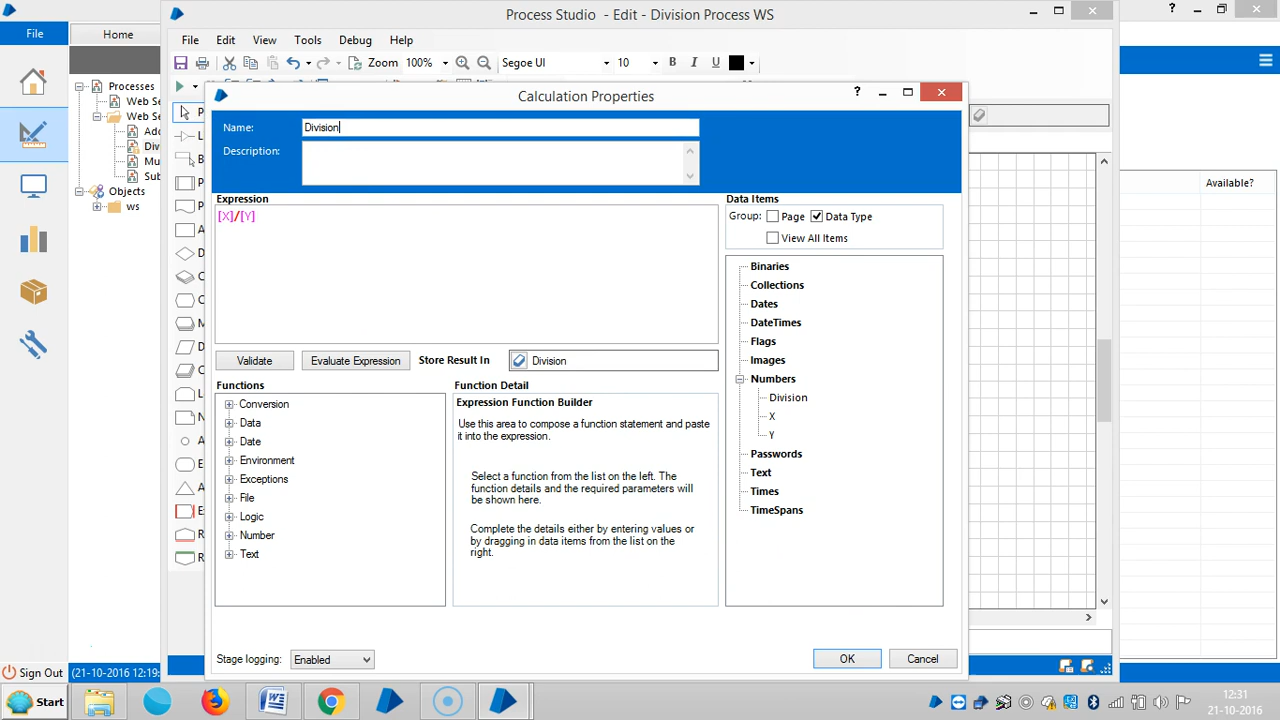 Process Studio - Edit - Division Process WS
File
Home
File Edit View Tools Debug Help
Zoom 100% Segoe UI 10 B I U
Processes
Web Se
Web Se
Add
Div
Mu
Sub
Objects
ws
Calculation Properties
Name: Division
Description:
Expression
[X]/[Y]
Data Items
Group: Page Data Type
View All Items
Binaries
Collections
Dates
DateTimes
Flags
Images
Numbers
Division
X
Y
Passwords
Text
Times
TimeSpans
Validate Evaluate Expression Store Result In Division
Functions
Conversion
Data
Date
Environment
Exceptions
File
Logic
Number
Text
Function Detail
Expression Function Builder
Use this area to compose a function statement and paste
it into the expression.
Select a function from the list on the left. The
function details and the required parameters will
be shown here.
Complete the details either by entering values or
by dragging in data items from the list on the
right.
Stage logging: Enabled
OK Cancel
Available?
Sign Out
(21-10-2016 12:19:
Start
12:31
21-10-2016